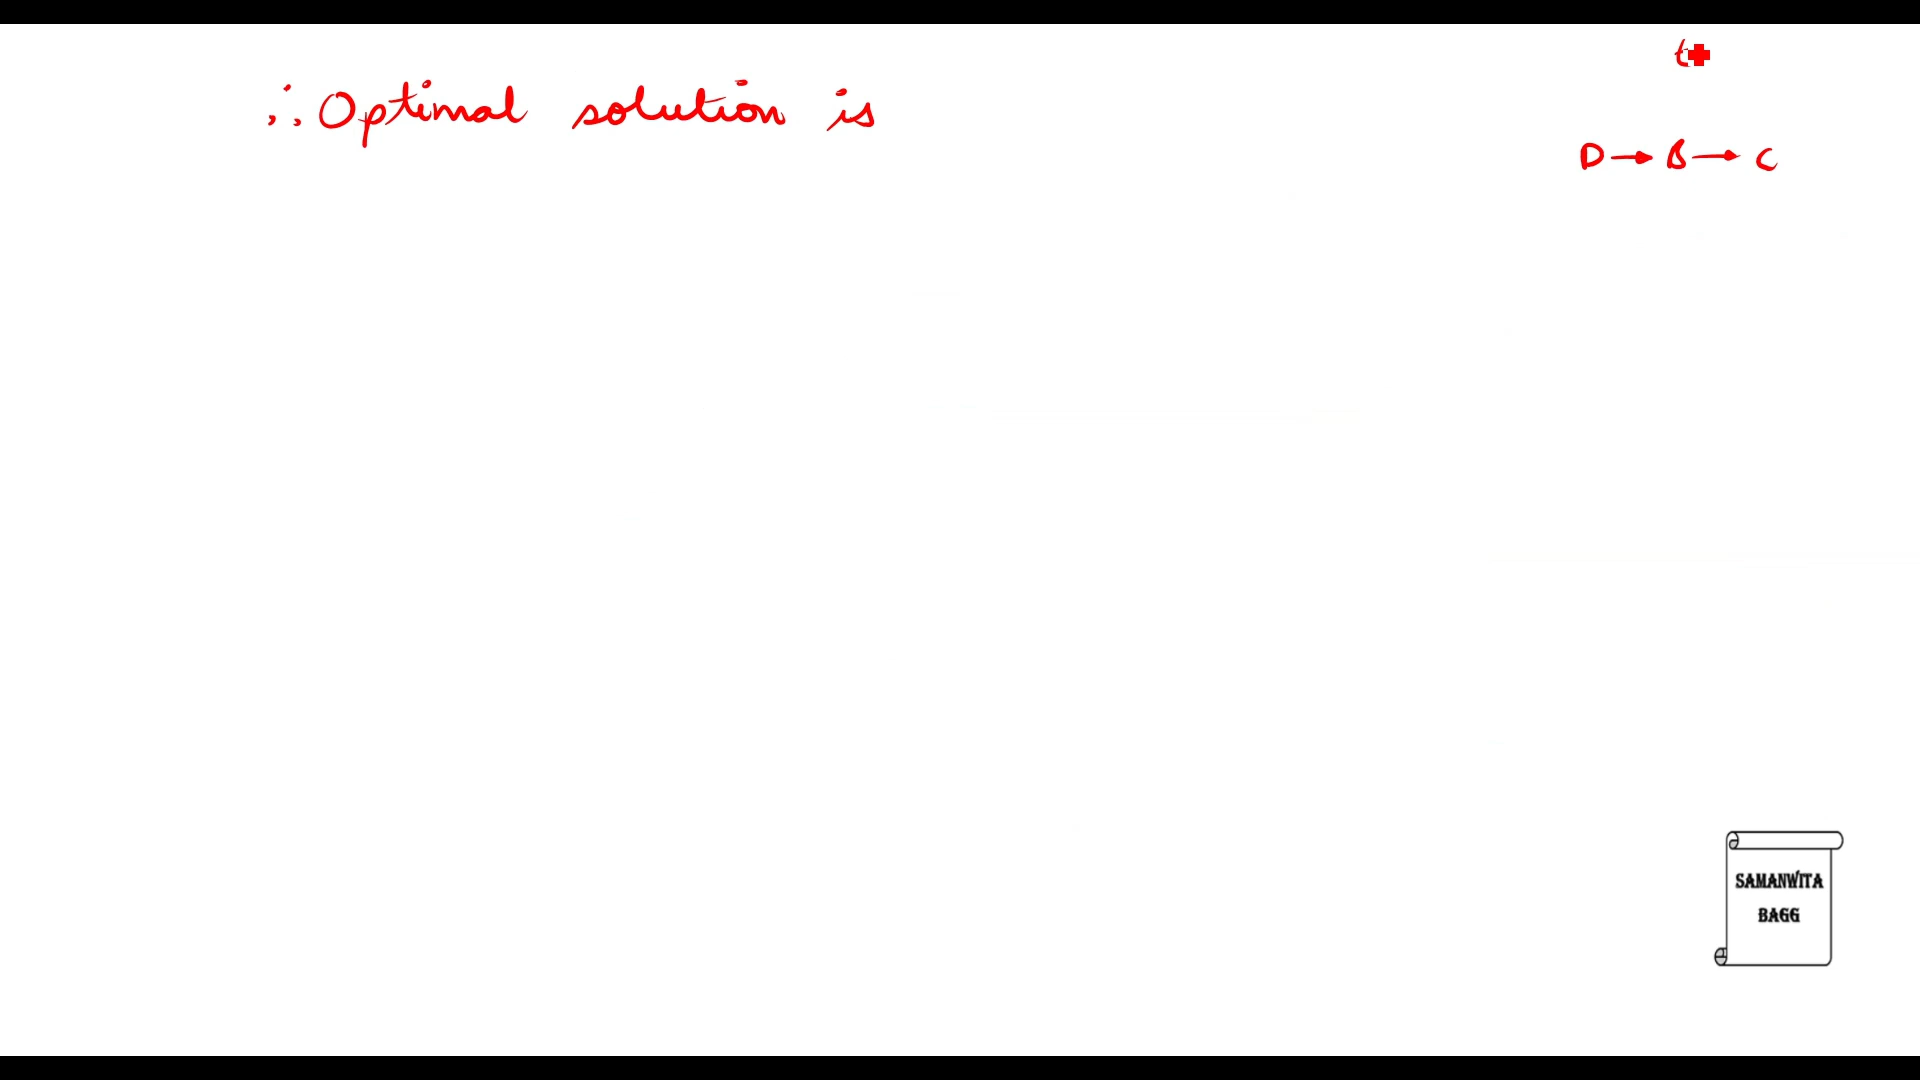 ∴ Optimal solution is
t
D → B → C
SAMANWITA
BAGG